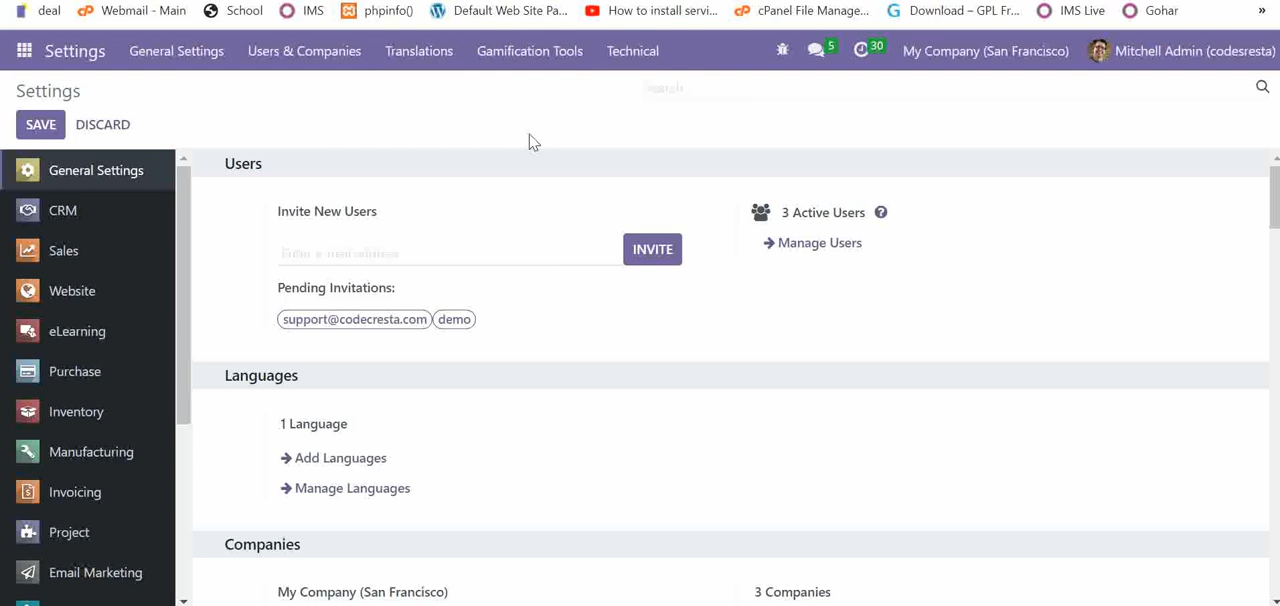 deal Webmail - Main School IMS phpinfo() Default Web Site Pa... How to install servi... cPanel File Manage... Download – GPL Fr... IMS Live Gohar »
Settings General Settings Users & Companies Translations Gamification Tools Technical 5 30 My Company (San Francisco) Mitchell Admin (codesresta)
Settings
Search
SAVE DISCARD
General Settings
CRM
Sales
Website
eLearning
Purchase
Inventory
Manufacturing
Invoicing
Project
Email Marketing
Users
Invite New Users
INVITE
Pending Invitations:
support@codecresta.com demo
3 Active Users ?
Manage Users
Languages
1 Language
Add Languages
Manage Languages
Companies
My Company (San Francisco)
3 Companies